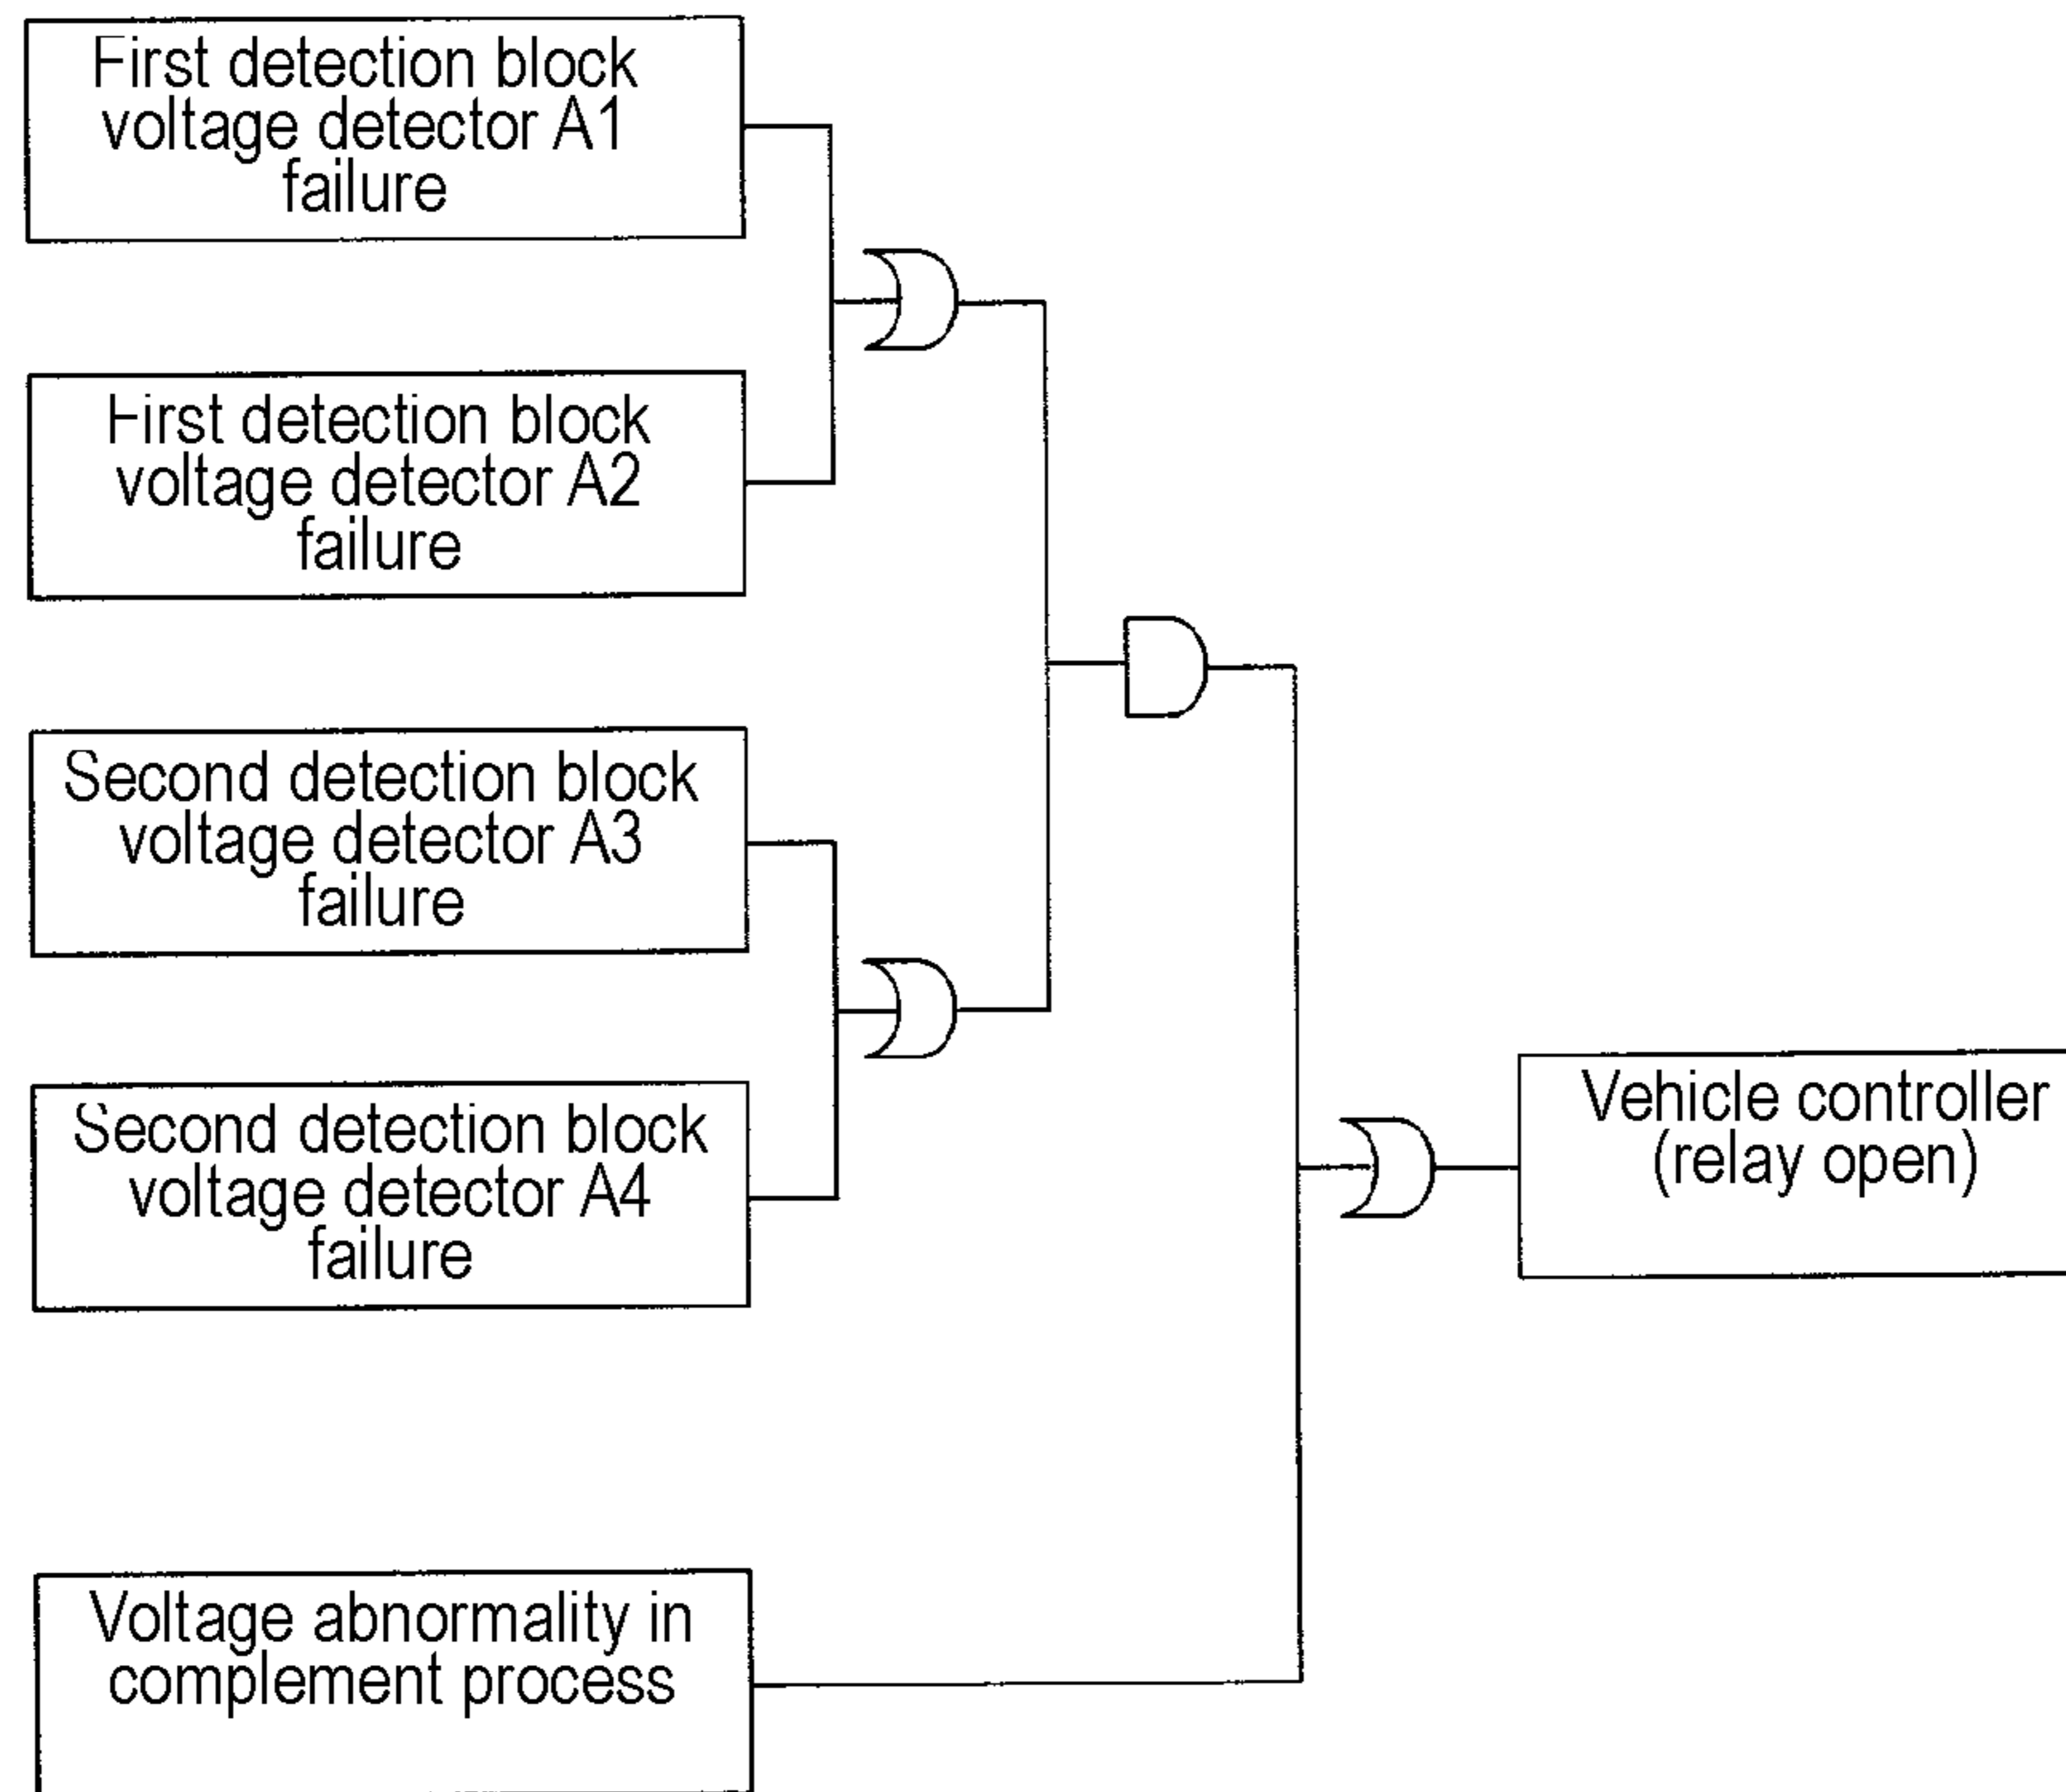 First detection block
voltage detector A1
failure
First detection block
voltage detector A2
failure
Second detection block
voltage detector A3
failure
Second detection block
voltage detector A4
failure
Vehicle controller
(relay open)
Voltage abnormality in
complement process